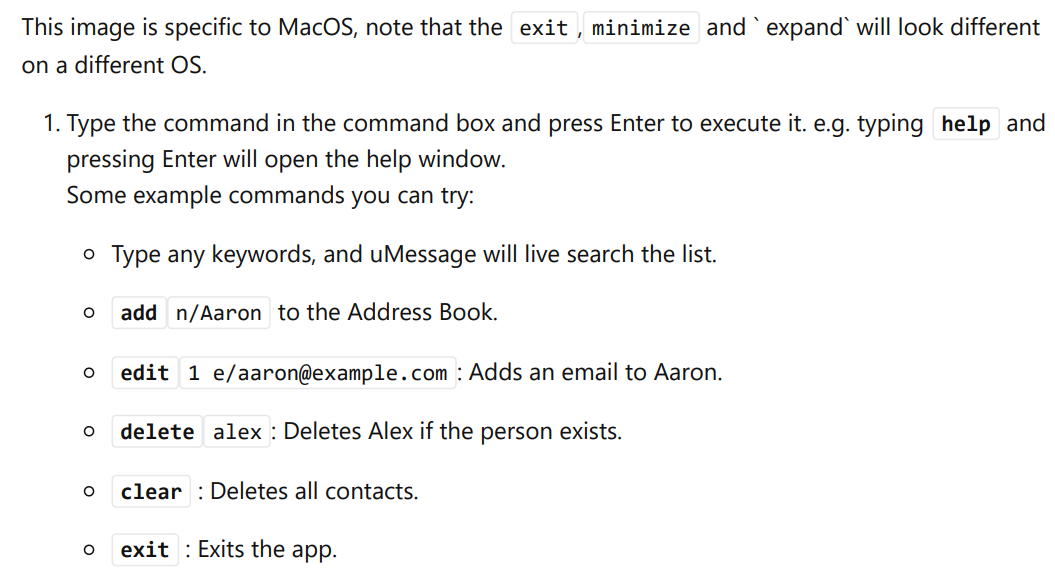 This image is specific to MacOS, note that the exit , minimize and ` expand` will look different
on a different OS.
1. Type the command in the command box and press Enter to execute it. e.g. typing help and
pressing Enter will open the help window.
Some example commands you can try:
Type any keywords, and uMessage will live search the list.
add n/Aaron to the Address Book.
edit 1 e/aaron@example.com : Adds an email to Aaron.
delete alex : Deletes Alex if the person exists.
clear : Deletes all contacts.
exit : Exits the app.